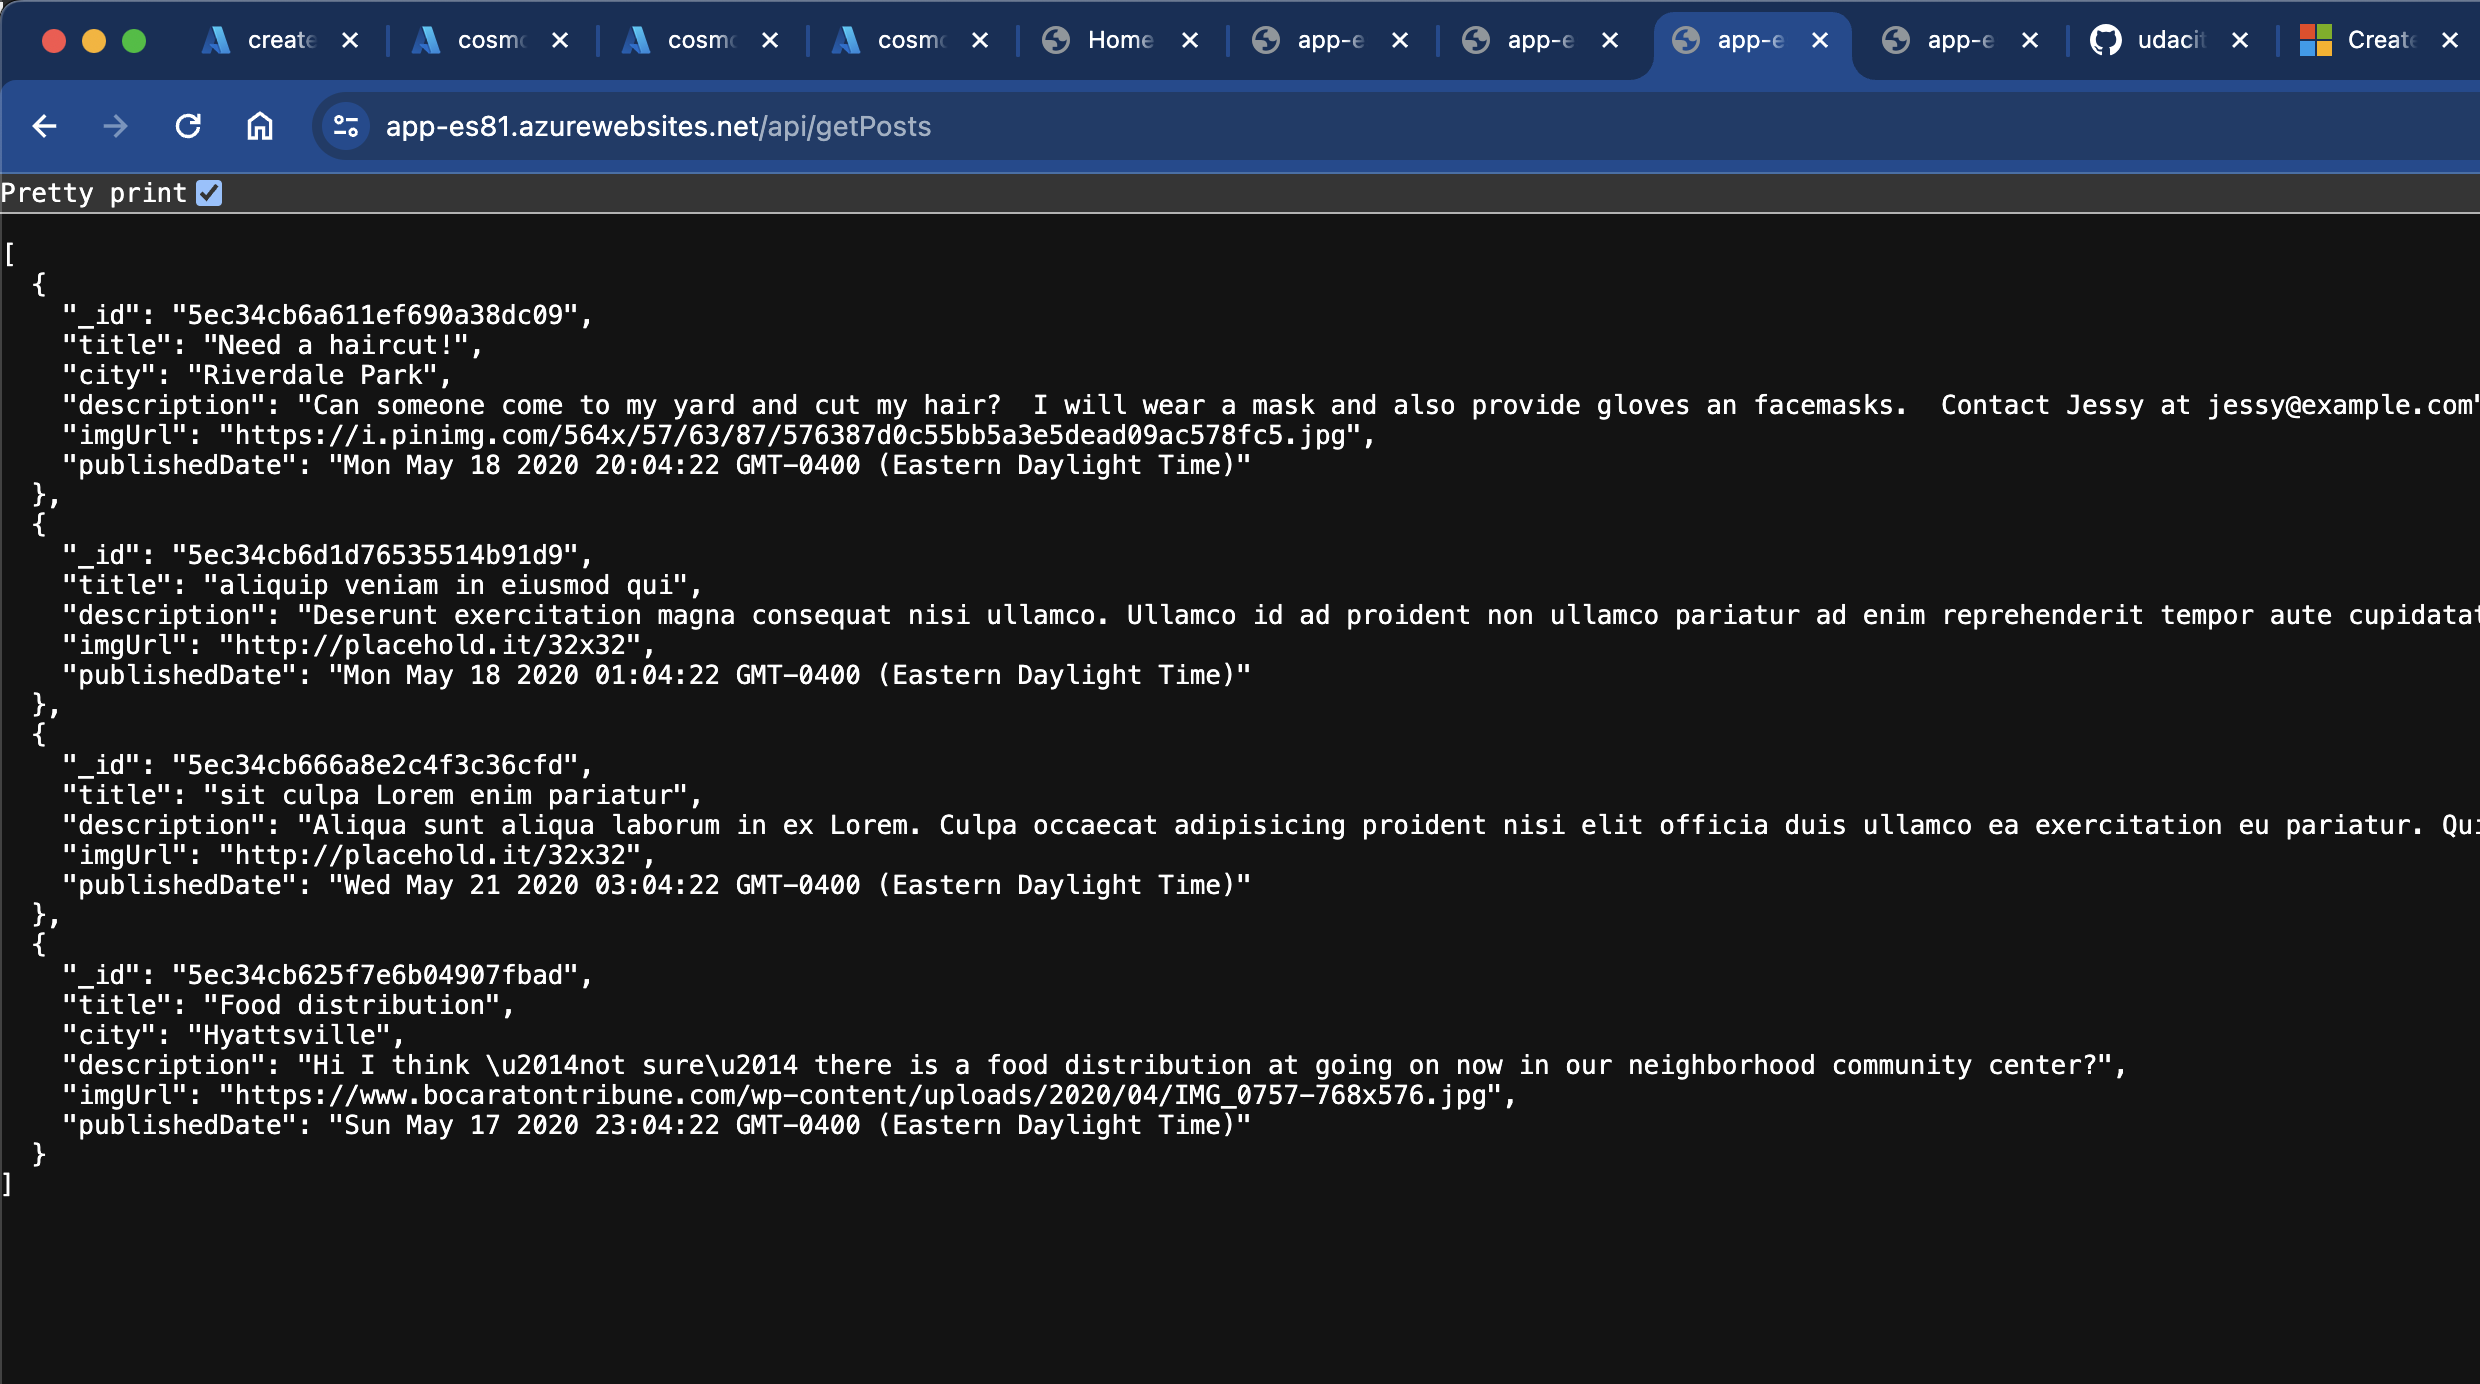 create cosmo cosmo cosmo Home app-e app-e app-e app-e udacit Create
app-es81.azurewebsites.net/api/getPosts
Pretty print
[
{
"_id": "5ec34cb6a611ef690a38dc09",
"title": "Need a haircut!",
"city": "Riverdale Park",
"description": "Can someone come to my yard and cut my hair?  I will wear a mask and also provide gloves an facemasks.  Contact Jessy at jessy@example.com"
"imgUrl": "https://i.pinimg.com/564x/57/63/87/576387d0c55bb5a3e5dead09ac578fc5.jpg",
"publishedDate": "Mon May 18 2020 20:04:22 GMT-0400 (Eastern Daylight Time)"
},
{
"_id": "5ec34cb6d1d76535514b91d9",
"title": "aliquip veniam in eiusmod qui",
"description": "Deserunt exercitation magna consequat nisi ullamco. Ullamco id ad proident non ullamco pariatur ad enim reprehenderit tempor aute cupidatat
"imgUrl": "http://placehold.it/32x32",
"publishedDate": "Mon May 18 2020 01:04:22 GMT-0400 (Eastern Daylight Time)"
},
{
"_id": "5ec34cb666a8e2c4f3c36cfd",
"title": "sit culpa Lorem enim pariatur",
"description": "Aliqua sunt aliqua laborum in ex Lorem. Culpa occaecat adipisicing proident nisi elit officia duis ullamco ea exercitation eu pariatur. Qui
"imgUrl": "http://placehold.it/32x32",
"publishedDate": "Wed May 21 2020 03:04:22 GMT-0400 (Eastern Daylight Time)"
},
{
"_id": "5ec34cb625f7e6b04907fbad",
"title": "Food distribution",
"city": "Hyattsville",
"description": "Hi I think \u2014not sure\u2014 there is a food distribution at going on now in our neighborhood community center?",
"imgUrl": "https://www.bocaratontribune.com/wp-content/uploads/2020/04/IMG_0757-768x576.jpg",
"publishedDate": "Sun May 17 2020 23:04:22 GMT-0400 (Eastern Daylight Time)"
}
]